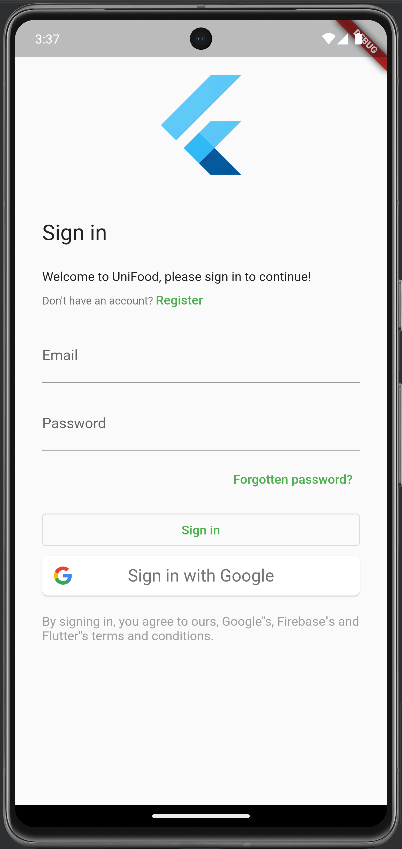 3:37
DEBUG
Sign in
Welcome to UniFood, please sign in to continue!
Don't have an account? Register
Email
Password
Forgotten password?
Sign in
Sign in with Google
By signing in, you agree to ours, Google"s, Firebase"s and
Flutter"s terms and conditions.